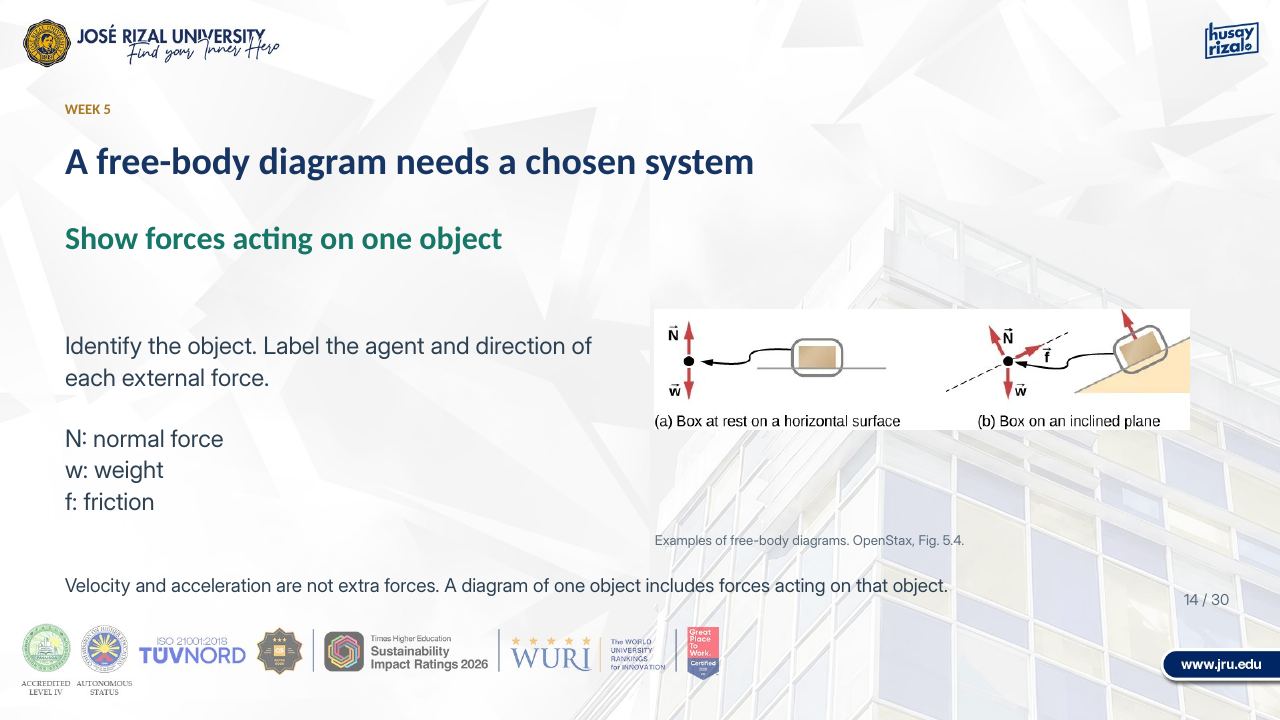 JOSÉ RIZAL UNIVERSITY
Find your Inner Hero
husay
rizal
WEEK 5
A free-body diagram needs a chosen system
Show forces acting on one object
Identify the object. Label the agent and direction of
each external force.
N: normal force
w: weight
f: friction
N
w
(a) Box at rest on a horizontal surface
N
f
w
(b) Box on an inclined plane
Examples of free-body diagrams. OpenStax, Fig. 5.4.
Velocity and acceleration are not extra forces. A diagram of one object includes forces acting on that object.
14 / 30
ACCREDITED
LEVEL IV
AUTONOMOUS
STATUS
ISO 21001:2018
TÜVNORD
Times Higher Education
Sustainability
Impact Ratings 2026
WURI
The WORLD
UNIVERSITY
RANKINGS
for INNOVATION
Great
Place
To
Work.
Certified
www.jru.edu